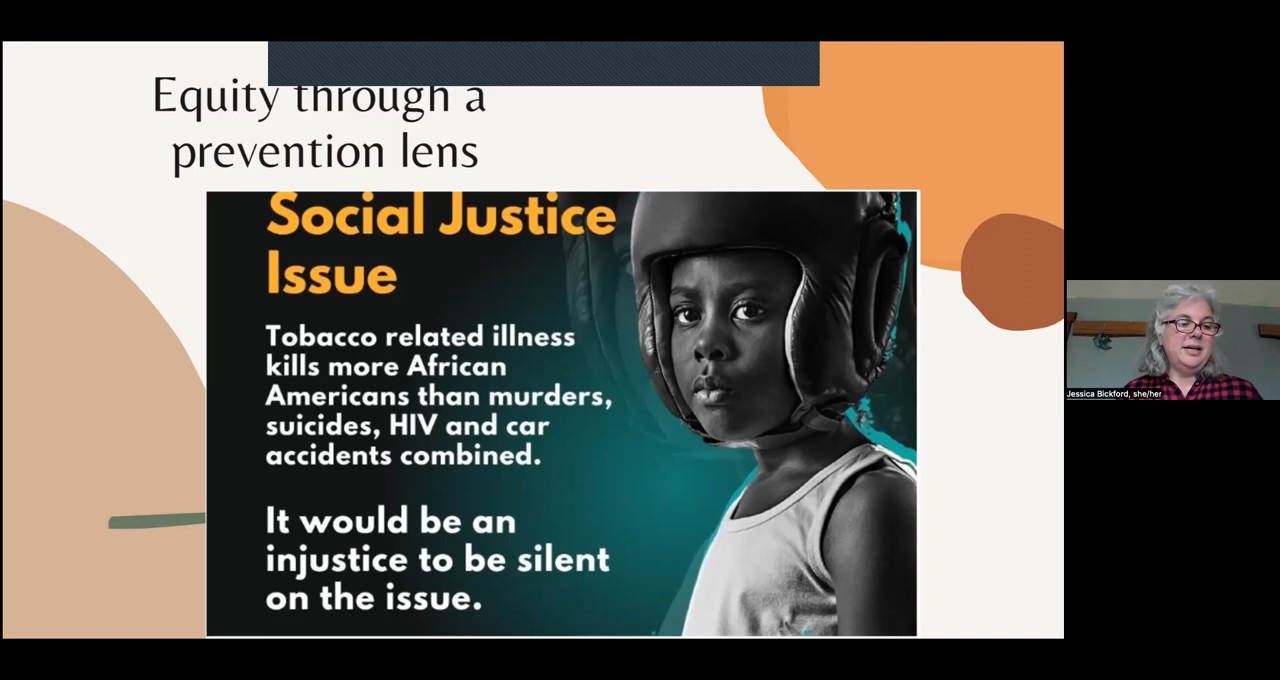 Equity through a
prevention lens
Social Justice
Issue
Tobacco related illness
kills more African
Americans than murders,
suicides, HIV and car
accidents combined.
It would be an
injustice to be silent
on the issue.
Jessica Bickford, she/her